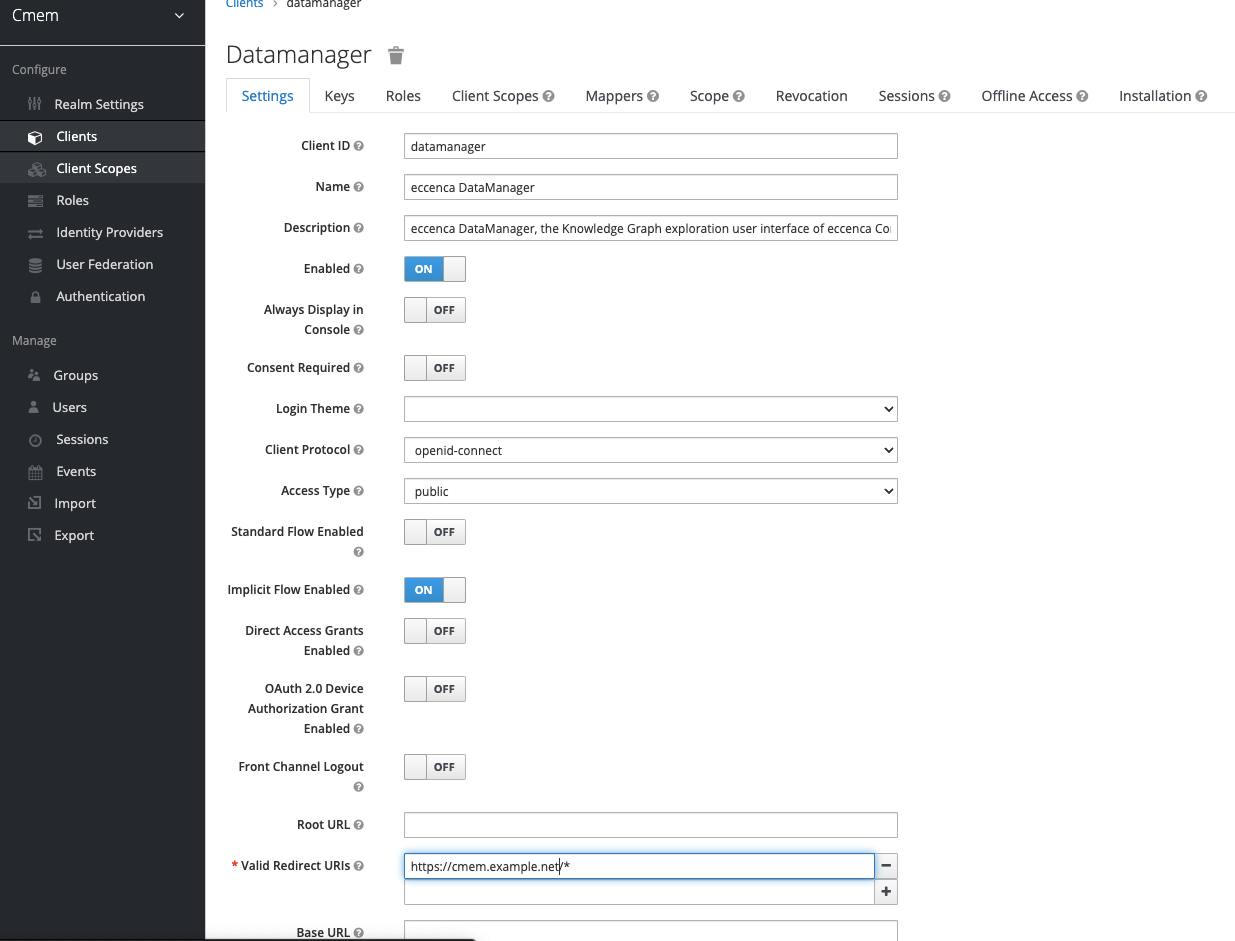 Cmem
Clients > datamanager
Datamanager
Configure
Realm Settings
Clients
Client Scopes
Roles
Identity Providers
User Federation
Authentication
Manage
Groups
Users
Sessions
Events
Import
Export
Settings Keys Roles Client Scopes Mappers Scope Revocation Sessions Offline Access Installation
Client ID datamanager
Name eccenca DataManager
Description eccenca DataManager, the Knowledge Graph exploration user interface of eccenca Co
Enabled ON
Always Display in
Console OFF
Consent Required OFF
Login Theme
Client Protocol openid-connect
Access Type public
Standard Flow Enabled OFF
Implicit Flow Enabled ON
Direct Access Grants
Enabled OFF
OAuth 2.0 Device
Authorization Grant
Enabled OFF
Front Channel Logout OFF
Root URL
* Valid Redirect URIs https://cmem.example.net/*
Base URL